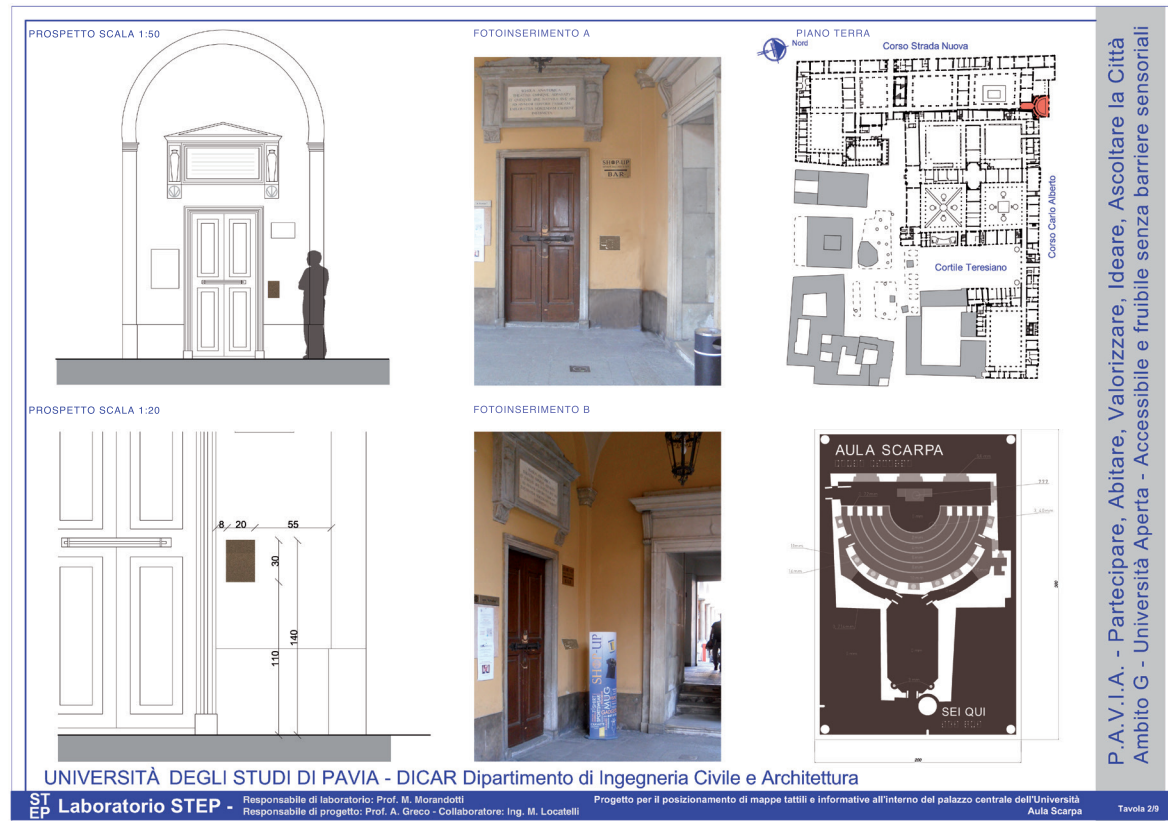 PROSPETTO SCALA 1:50
FOTOINSERIMENTO A
PIANO TERRA
Nord
Corso Strada Nuova
SHOP-UP
BAR
Corso Carlo Alberto
Cortile Teresiano
PROSPETTO SCALA 1:20
FOTOINSERIMENTO B
8 20 55
30
140
110
SHOP-UP
MUG
AULA SCARPA
SEI QUI
300
200
P.A.V.I.A. - Partecipare, Abitare, Valorizzare, Ideare, Ascoltare la Città
Ambito G - Università Aperta - Accessibile e fruibile senza barriere sensoriali
UNIVERSITÀ DEGLI STUDI DI PAVIA - DICAR Dipartimento di Ingegneria Civile e Architettura
ST
EP Laboratorio STEP -
Responsabile di laboratorio: Prof. M. Morandotti
Responsabile di progetto: Prof. A. Greco - Collaboratore: Ing. M. Locatelli
Progetto per il posizionamento di mappe tattili e informative all'interno del palazzo centrale dell'Università
Aula Scarpa
Tavola 2/9